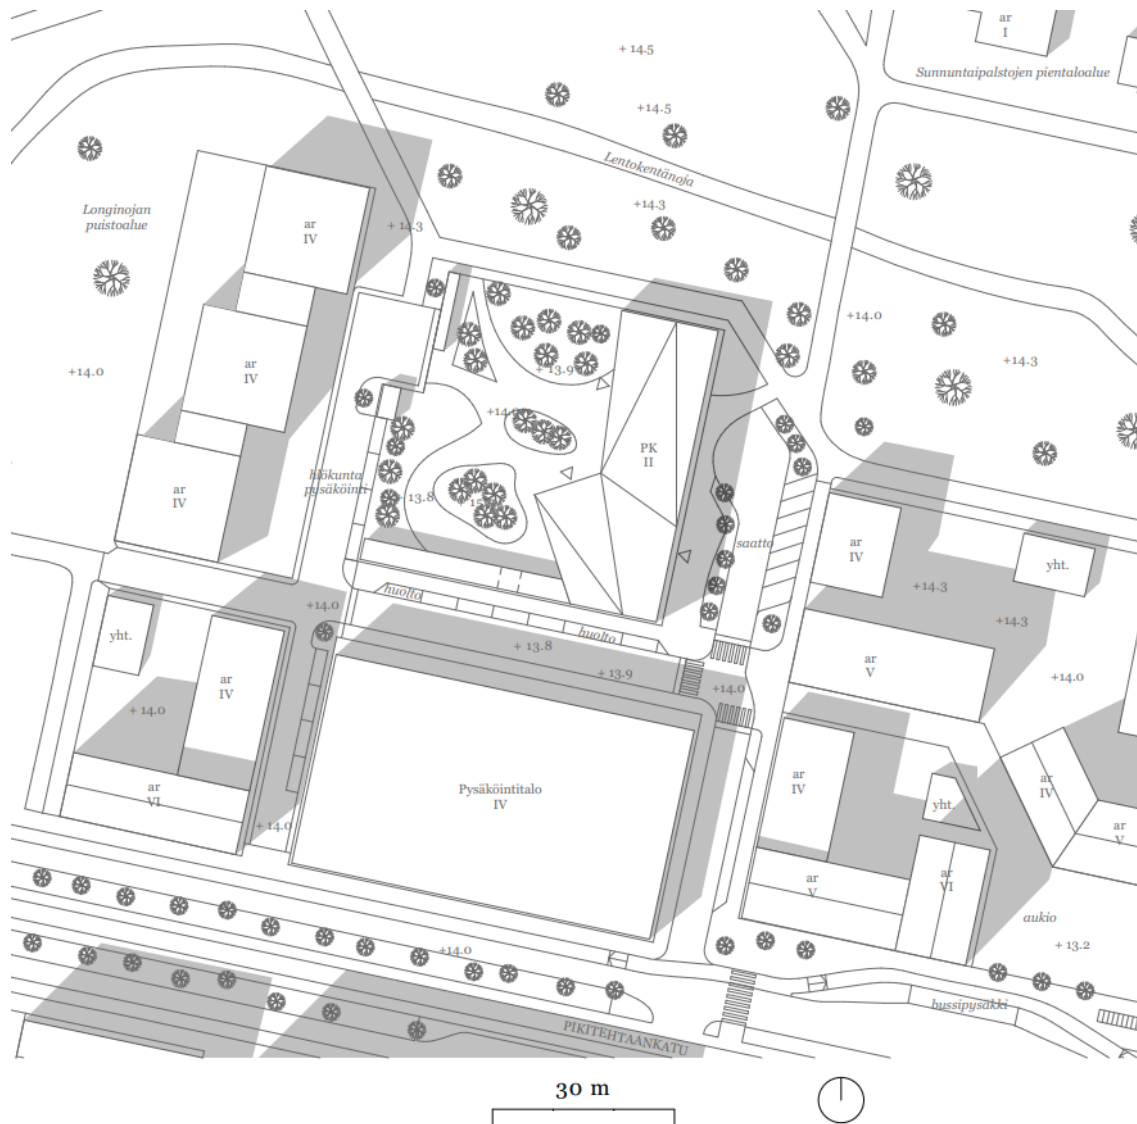 ar
I
+ 14.5
Sunnuntaipalstojen pientaloalue
+14.5
Lentokentänoja
Longinojan
puistoalue
+14.3
ar
IV
+ 14.3
+14.0
+14.3
ar
IV
+14.0
+ 13.9
+14.0
PK
II
hlökunta
pysäköinti
+ 13.8
ar
IV
saatto
ar
IV
yht.
+14.3
huolto
+14.0
+14.3
yht.
huolto
+ 13.8
ar
IV
+ 13.9
ar
V
+14.0
+14.0
+ 14.0
ar
VI
Pysäköintitalo
IV
ar
IV
yht.
ar
IV
+ 14.0
ar
V
ar
V
ar
VI
aukio
+14.0
+ 13.2
bussipysäkki
PIKITEHTAANKATU
30 m